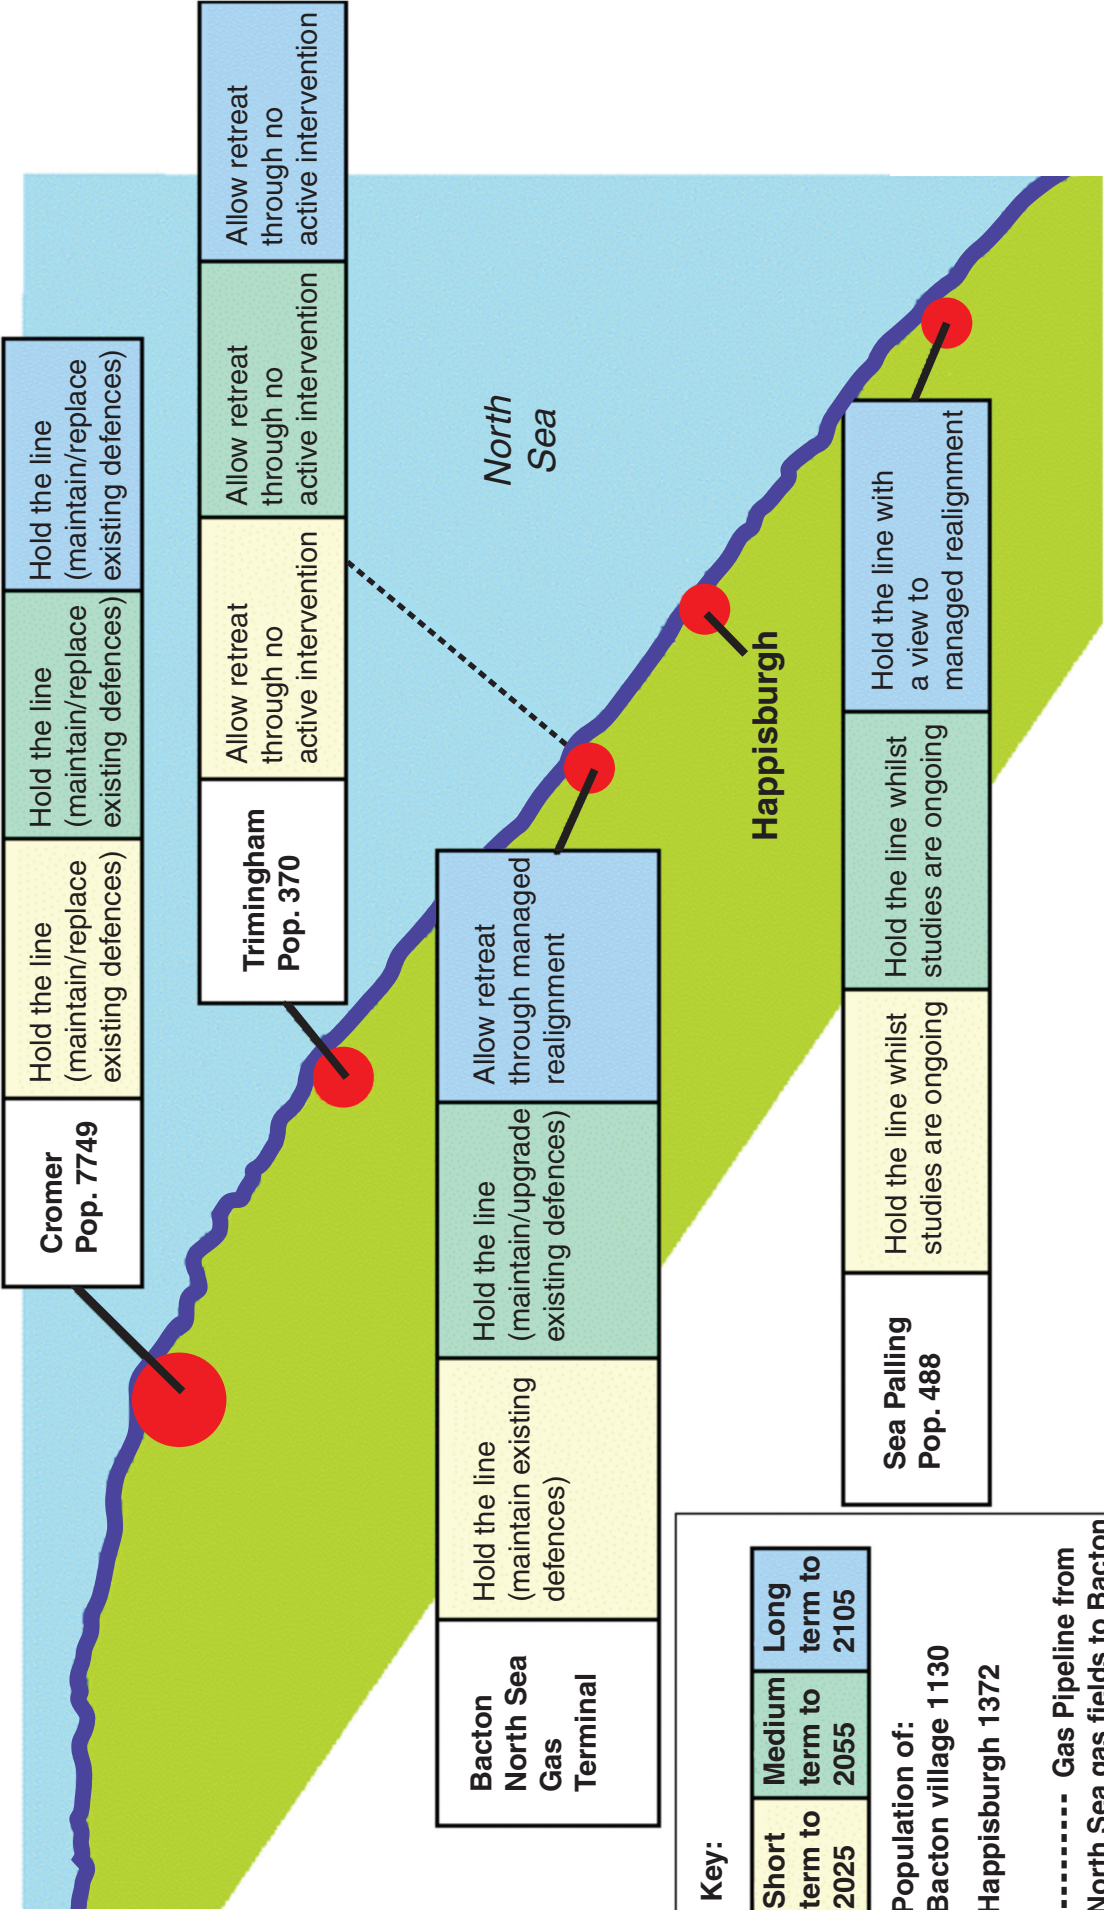 Cromer
Pop. 7749
Hold the line
(maintain/replace
existing defences)
Hold the line
(maintain/replace
existing defences)
Hold the line
(maintain/replace
existing defences)
Trimingham
Pop. 370
Allow retreat
through no
active intervention
Allow retreat
through no
active intervention
Allow retreat
through no
active intervention
North
Sea
Bacton
North Sea
Gas
Terminal
Hold the line
(maintain existing
defences)
Hold the line
(maintain/upgrade
existing defences)
Allow retreat
through managed
realignment
Happisburgh
Sea Palling
Pop. 488
Hold the line whilst
studies are ongoing
Hold the line whilst
studies are ongoing
Hold the line with
a view to
managed realignment
Key:
Short
term to
2025
Medium
term to
2055
Long
term to
2105
Population of:
Bacton village 1130
Happisburgh 1372
Gas Pipeline from
North Sea gas fields to Bacton